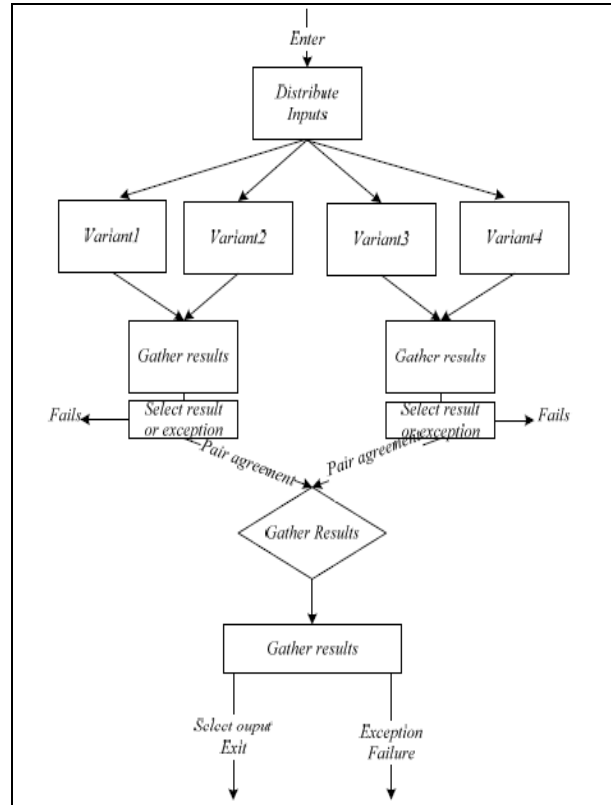 Enter
Distribute
Inputs
Variant1
Variant2
Variant3
Variant4
Gather results
Gather results
Fails
Select result
or exception
Select result
or exception
Fails
Pair agreement
Pair agreement
Gather Results
Gather results
Select ouput
Exit
Exception
Failure